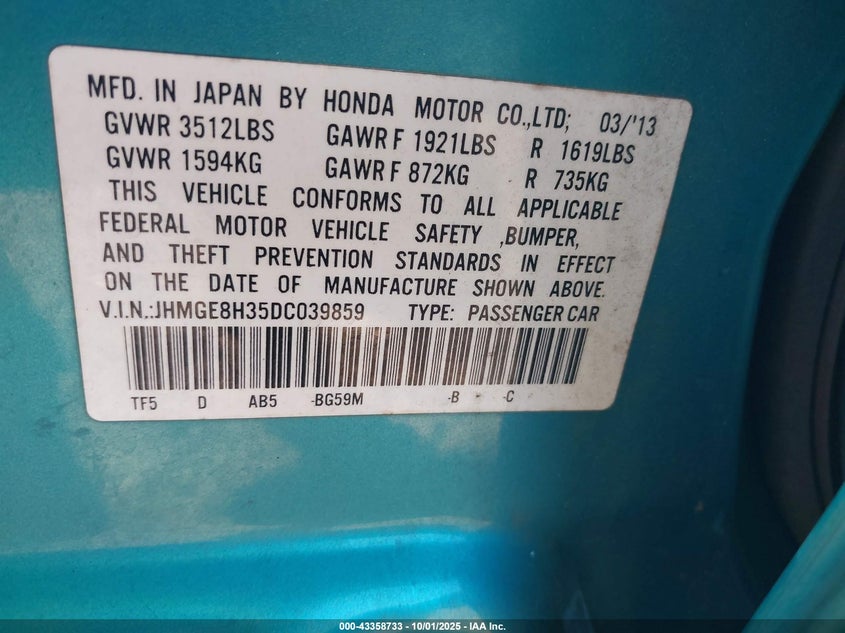 MFD. IN JAPAN BY HONDA MOTOR CO.,LTD; 03/'13
GVWR 3512LBS GAWR F 1921LBS R 1619LBS
GVWR 1594KG GAWR F 872KG R 735KG
THIS VEHICLE CONFORMS TO ALL APPLICABLE
FEDERAL MOTOR VEHICLE SAFETY ,BUMPER,
AND THEFT PREVENTION STANDARDS IN EFFECT
ON THE DATE OF MANUFACTURE SHOWN ABOVE.
V.I.N.:JHMGE8H35DC039859 TYPE: PASSENGER CAR
TF5 D AB5 -BG59M -B -C
000-43358733 - 10/01/2025 - IAA Inc.